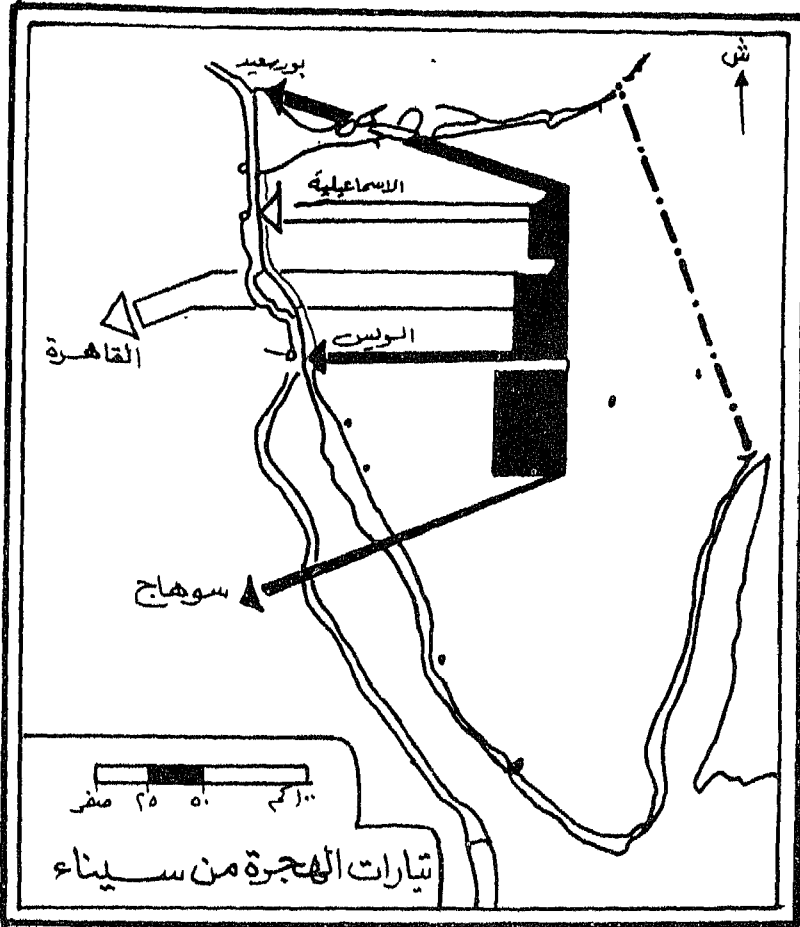 ش
بورسعيد
الاسماعيلية
السويس
القاهرة
سوهاج
صفر ٢٥ ٥٠ ١٠٠كم
تيارات الهجرة من سيناء